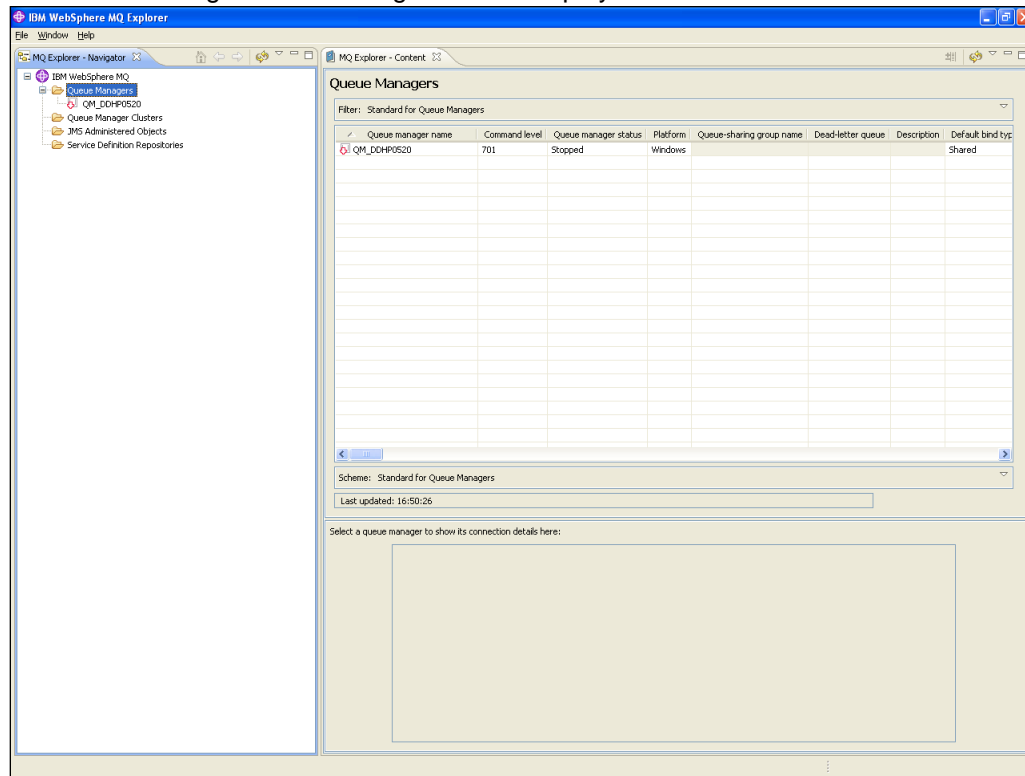 IBM WebSphere MQ Explorer
File Window Help
MQ Explorer - Navigator
IBM WebSphere MQ
Queue Managers
QM_DDHP0520
Queue Manager Clusters
JMS Administered Objects
Service Definition Repositories
MQ Explorer - Content
Queue Managers
Filter: Standard for Queue Managers
Queue manager name Command level Queue manager status Platform Queue-sharing group name Dead-letter queue Description Default bind typ
QM_DDHP0520 701 Stopped Windows Shared
Scheme: Standard for Queue Managers
Last updated: 16:50:26
Select a queue manager to show its connection details here: